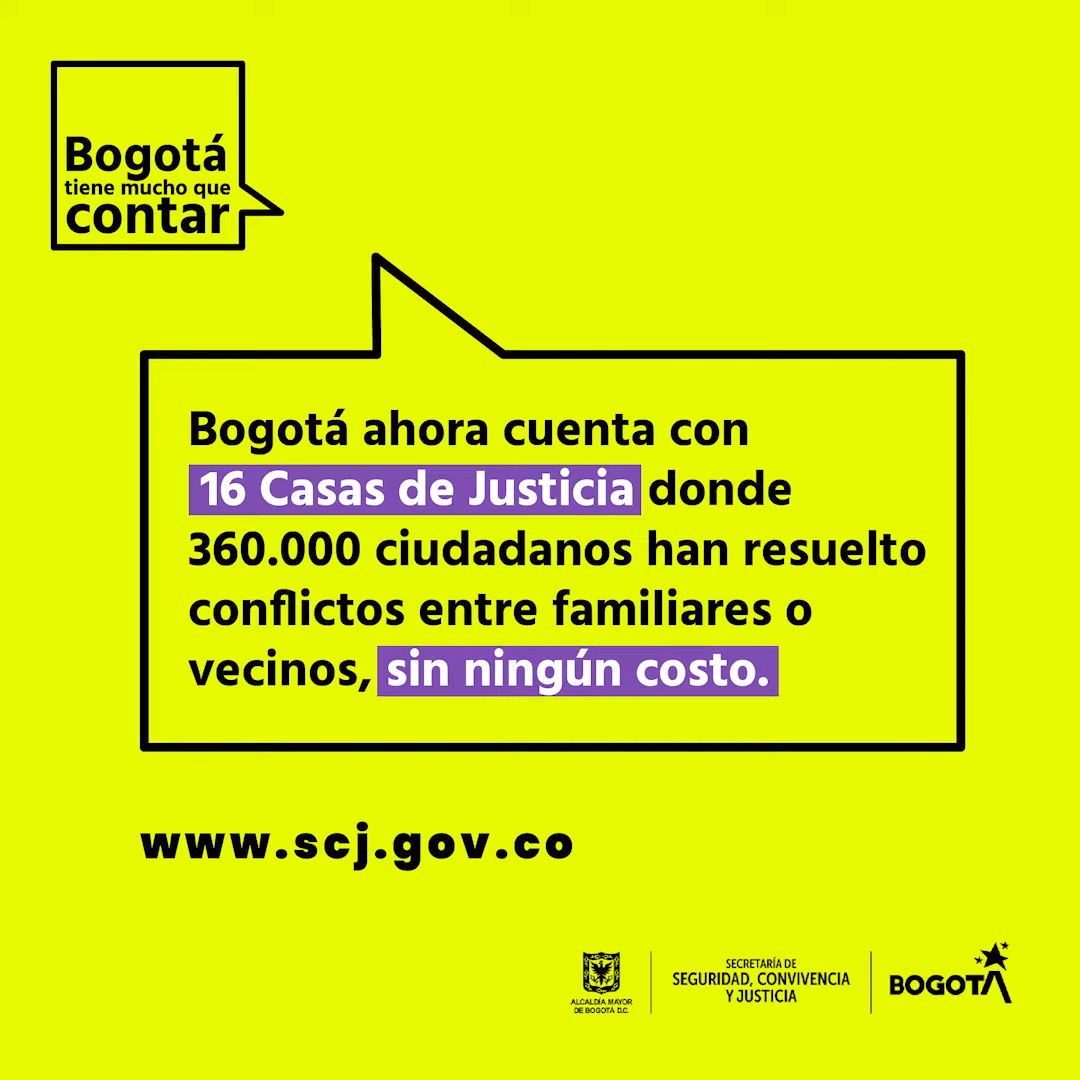 Bogotá
tiene mucho que
contar
Bogotá ahora cuenta con
16 Casas de Justicia donde
360.000 ciudadanos han resuelto
conflictos entre familiares o
vecinos, sin ningún costo.
www.scj.gov.co
ALCALDÍA MAYOR
DE BOGOTÁ D.C.
SECRETARÍA DE
SEGURIDAD, CONVIVENCIA
Y JUSTICIA
BOGOTÁ